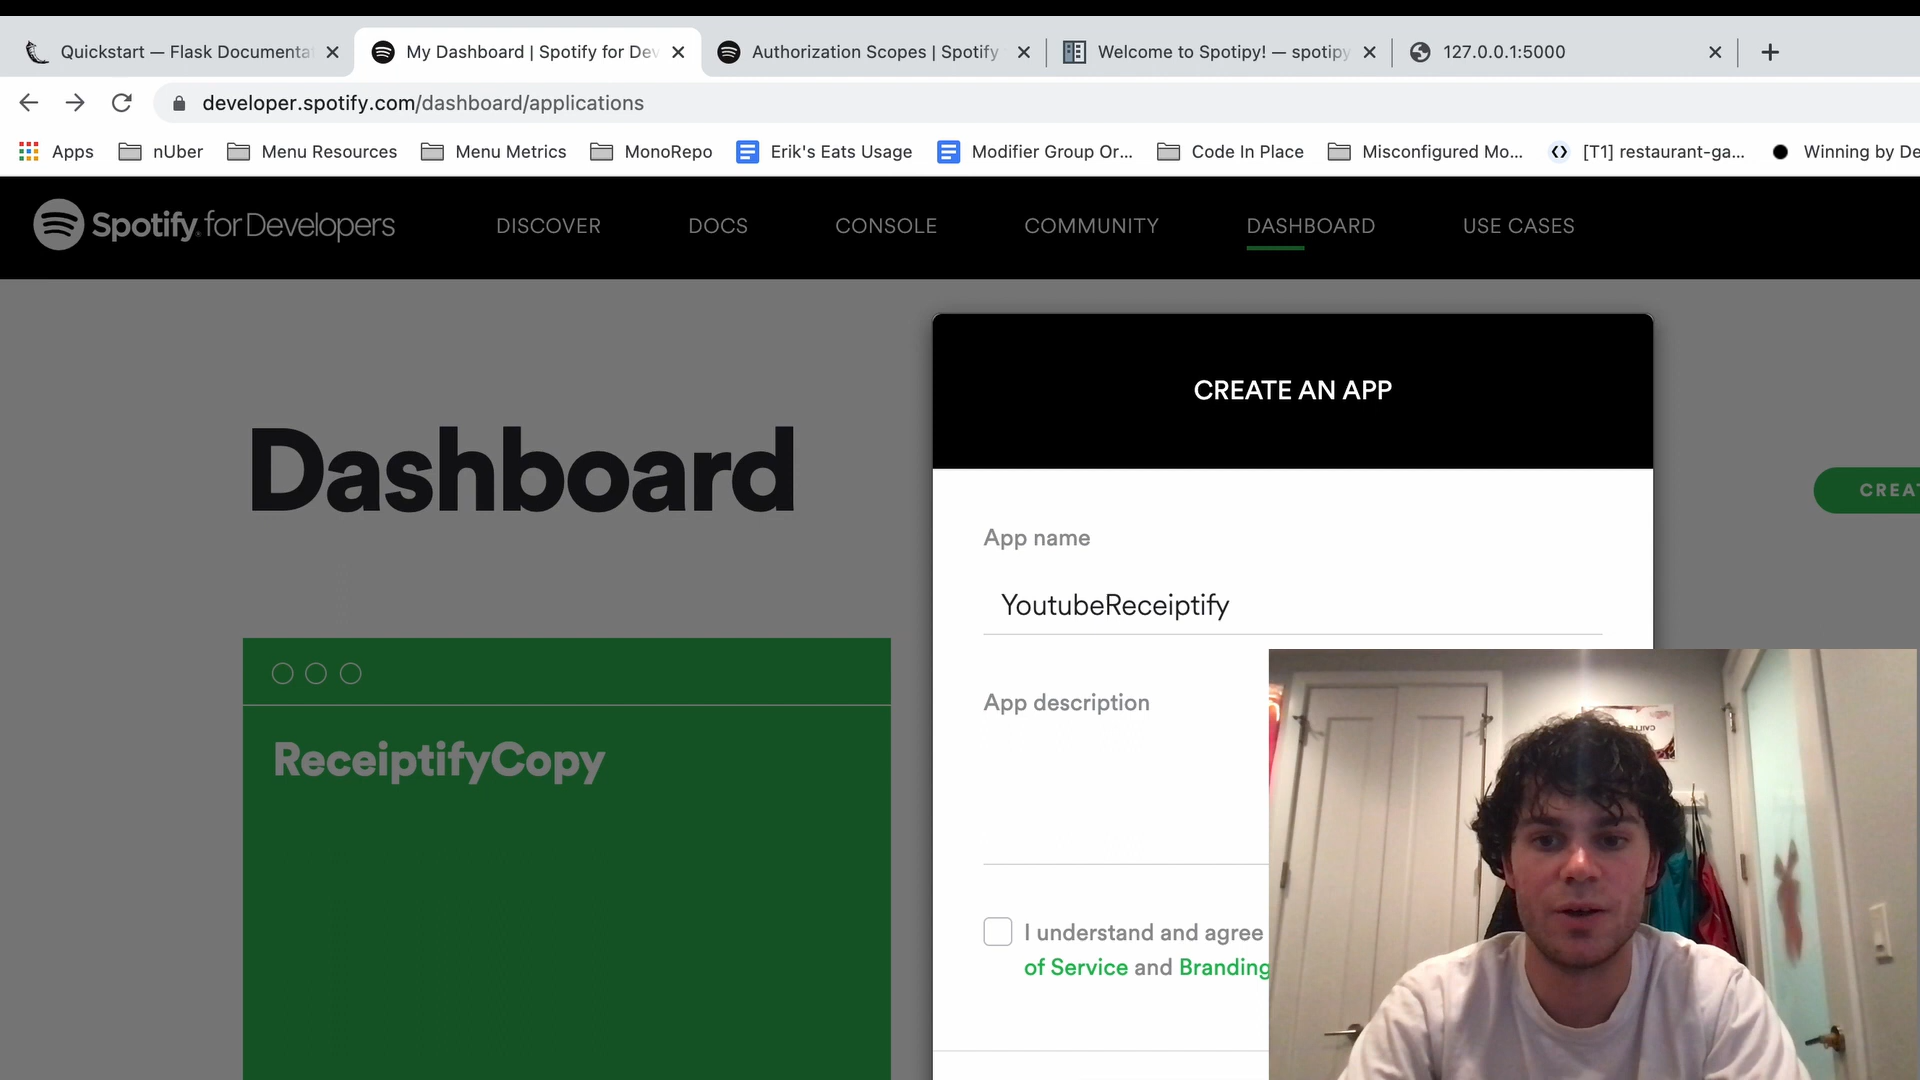 Quickstart — Flask Documenta
My Dashboard | Spotify for Dev
Authorization Scopes | Spotify
Welcome to Spotipy! — spotipy
127.0.0.1:5000
developer.spotify.com/dashboard/applications
Apps
nUber
Menu Resources
Menu Metrics
MonoRepo
Erik's Eats Usage
Modifier Group Or...
Code In Place
Misconfigured Mo...
[T1] restaurant-ga...
Winning by De
Spotify for Developers
DISCOVER
DOCS
CONSOLE
COMMUNITY
DASHBOARD
USE CASES
CREATE AN APP
Dashboard
CREAT
App name
YoutubeReceiptify
App description
ReceiptifyCopy
I understand and agree
of Service and Branding